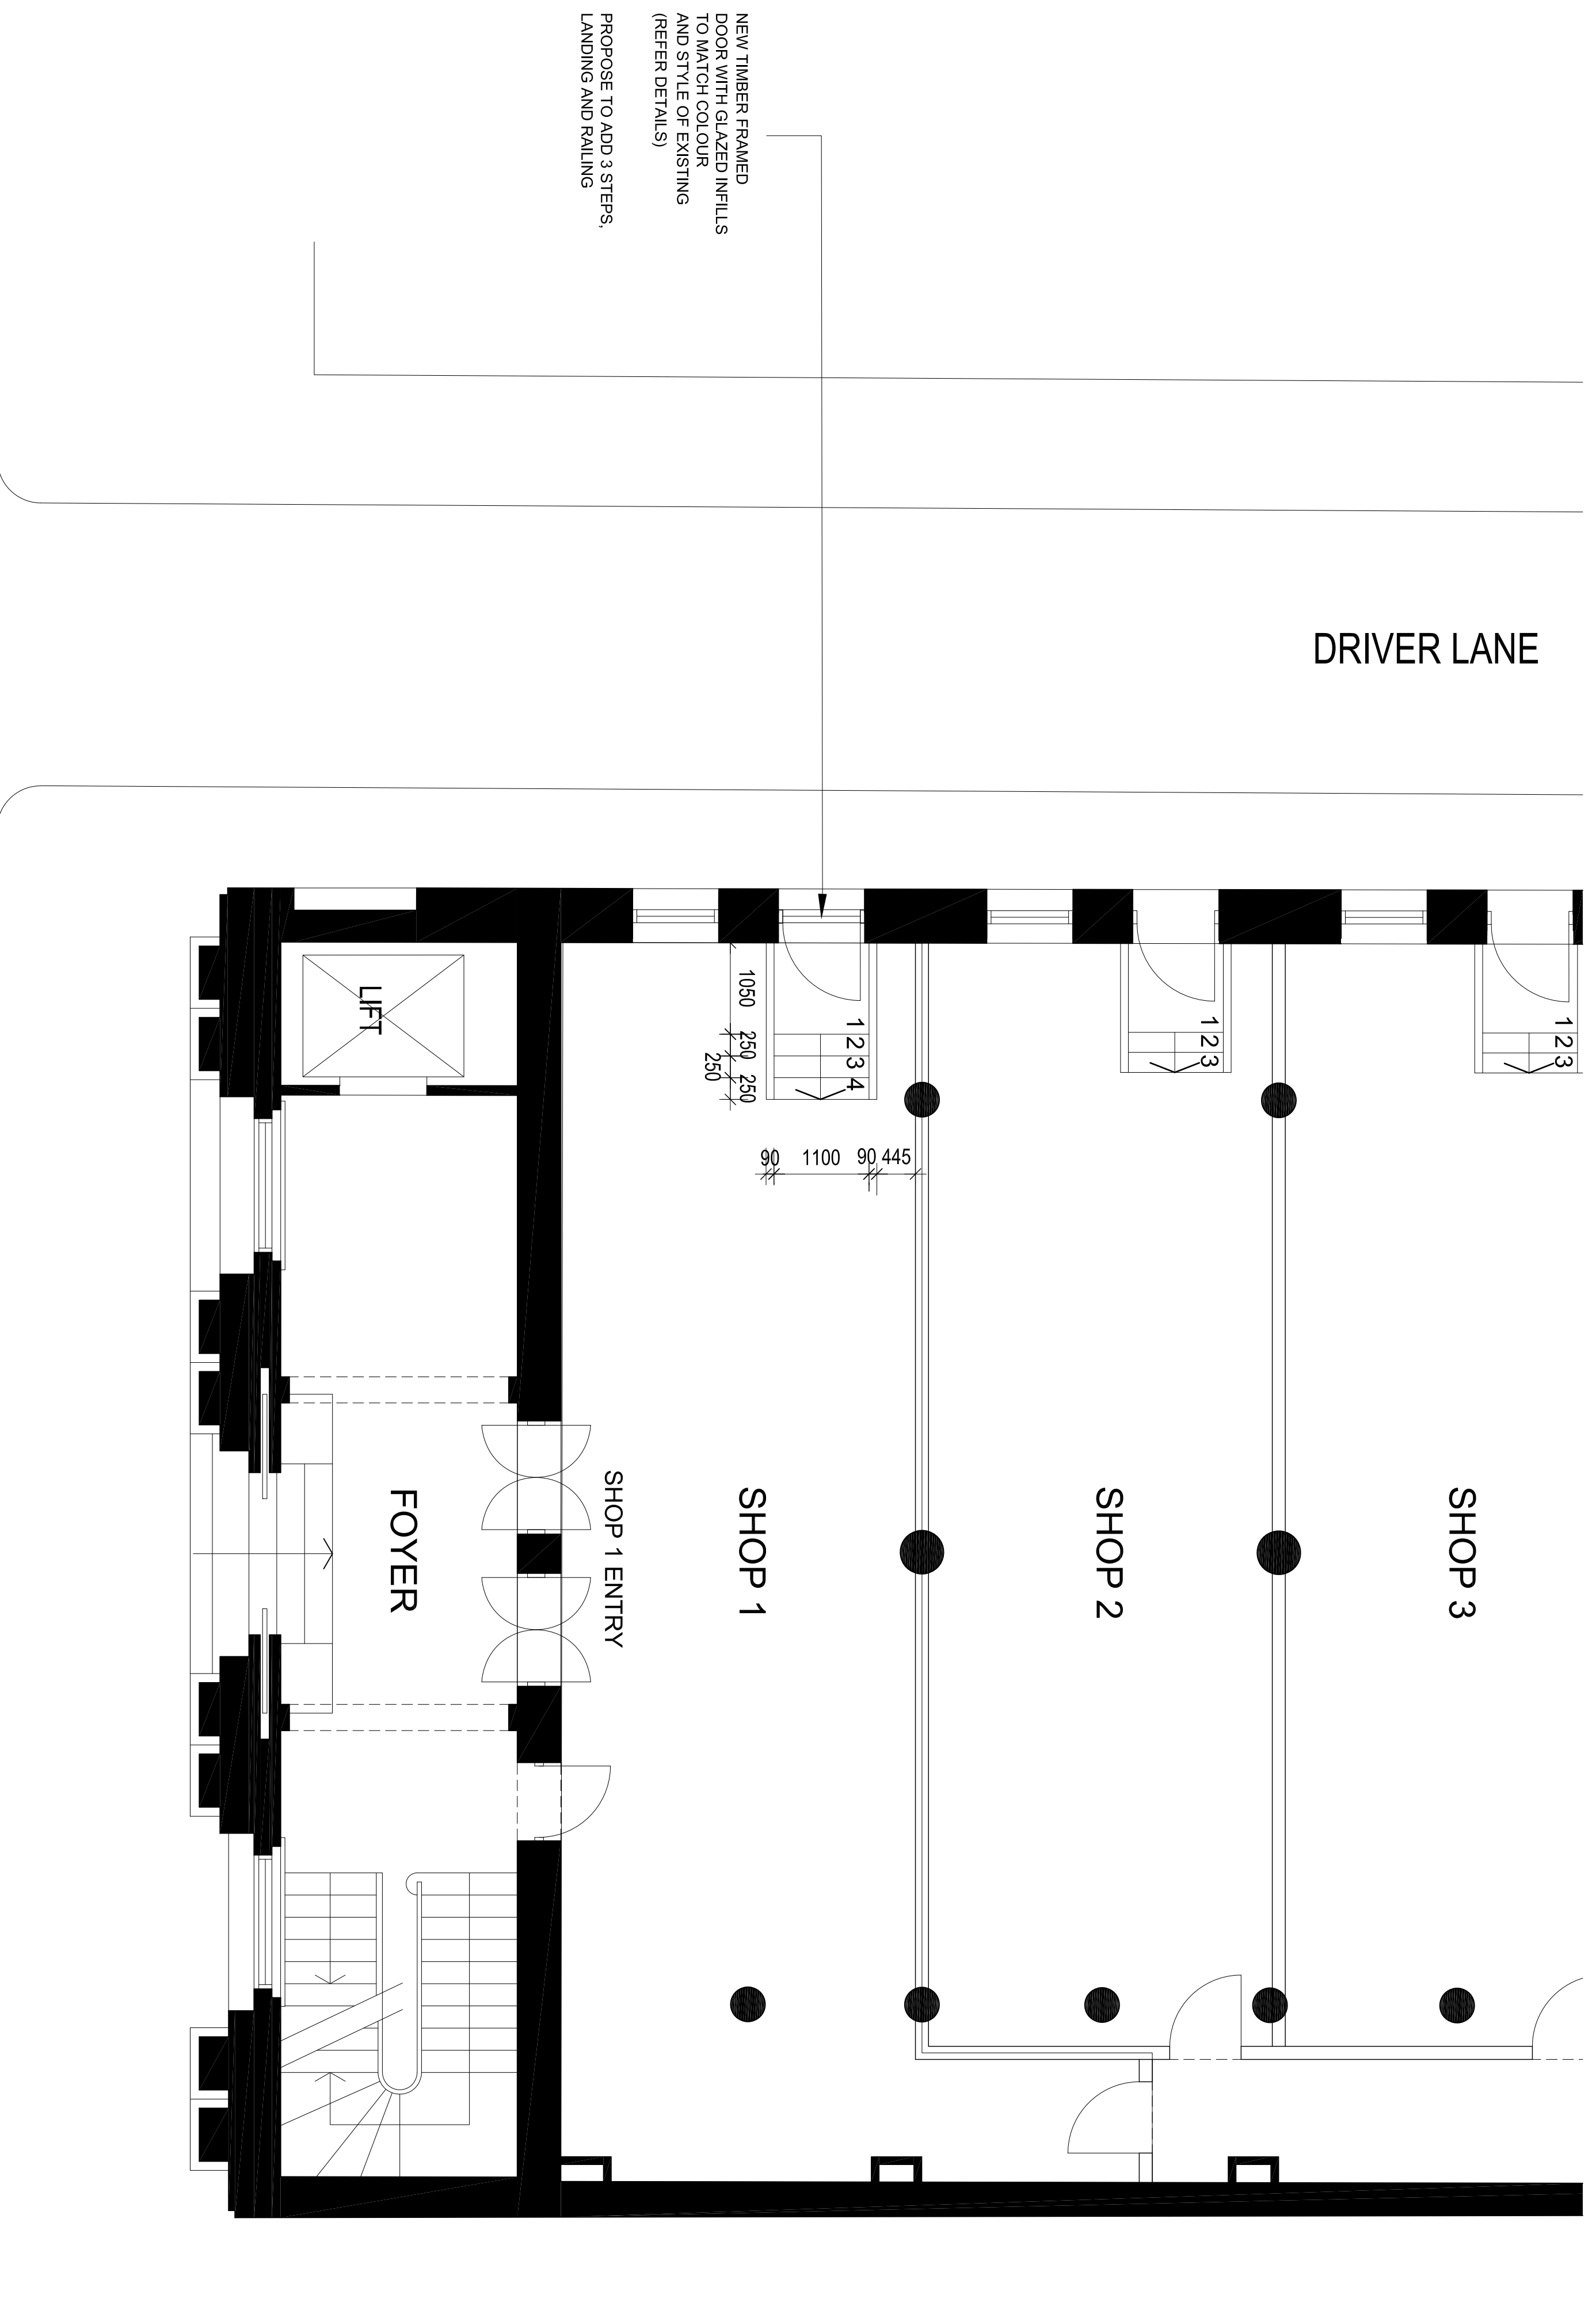 NEW TIMBER FRAMED
DOOR WITH GLAZED INFILLS
TO MATCH COLOUR
AND STYLE OF EXISTING
(REFER DETAILS)
PROPOSE TO ADD 3 STEPS,
LANDING AND RAILING
DRIVER LANE
LIFT
1050
250
250
250
1 2 3 4
1 2 3
1 2 3
90
1100
90
445
FOYER
SHOP 1 ENTRY
SHOP 1
SHOP 2
SHOP 3